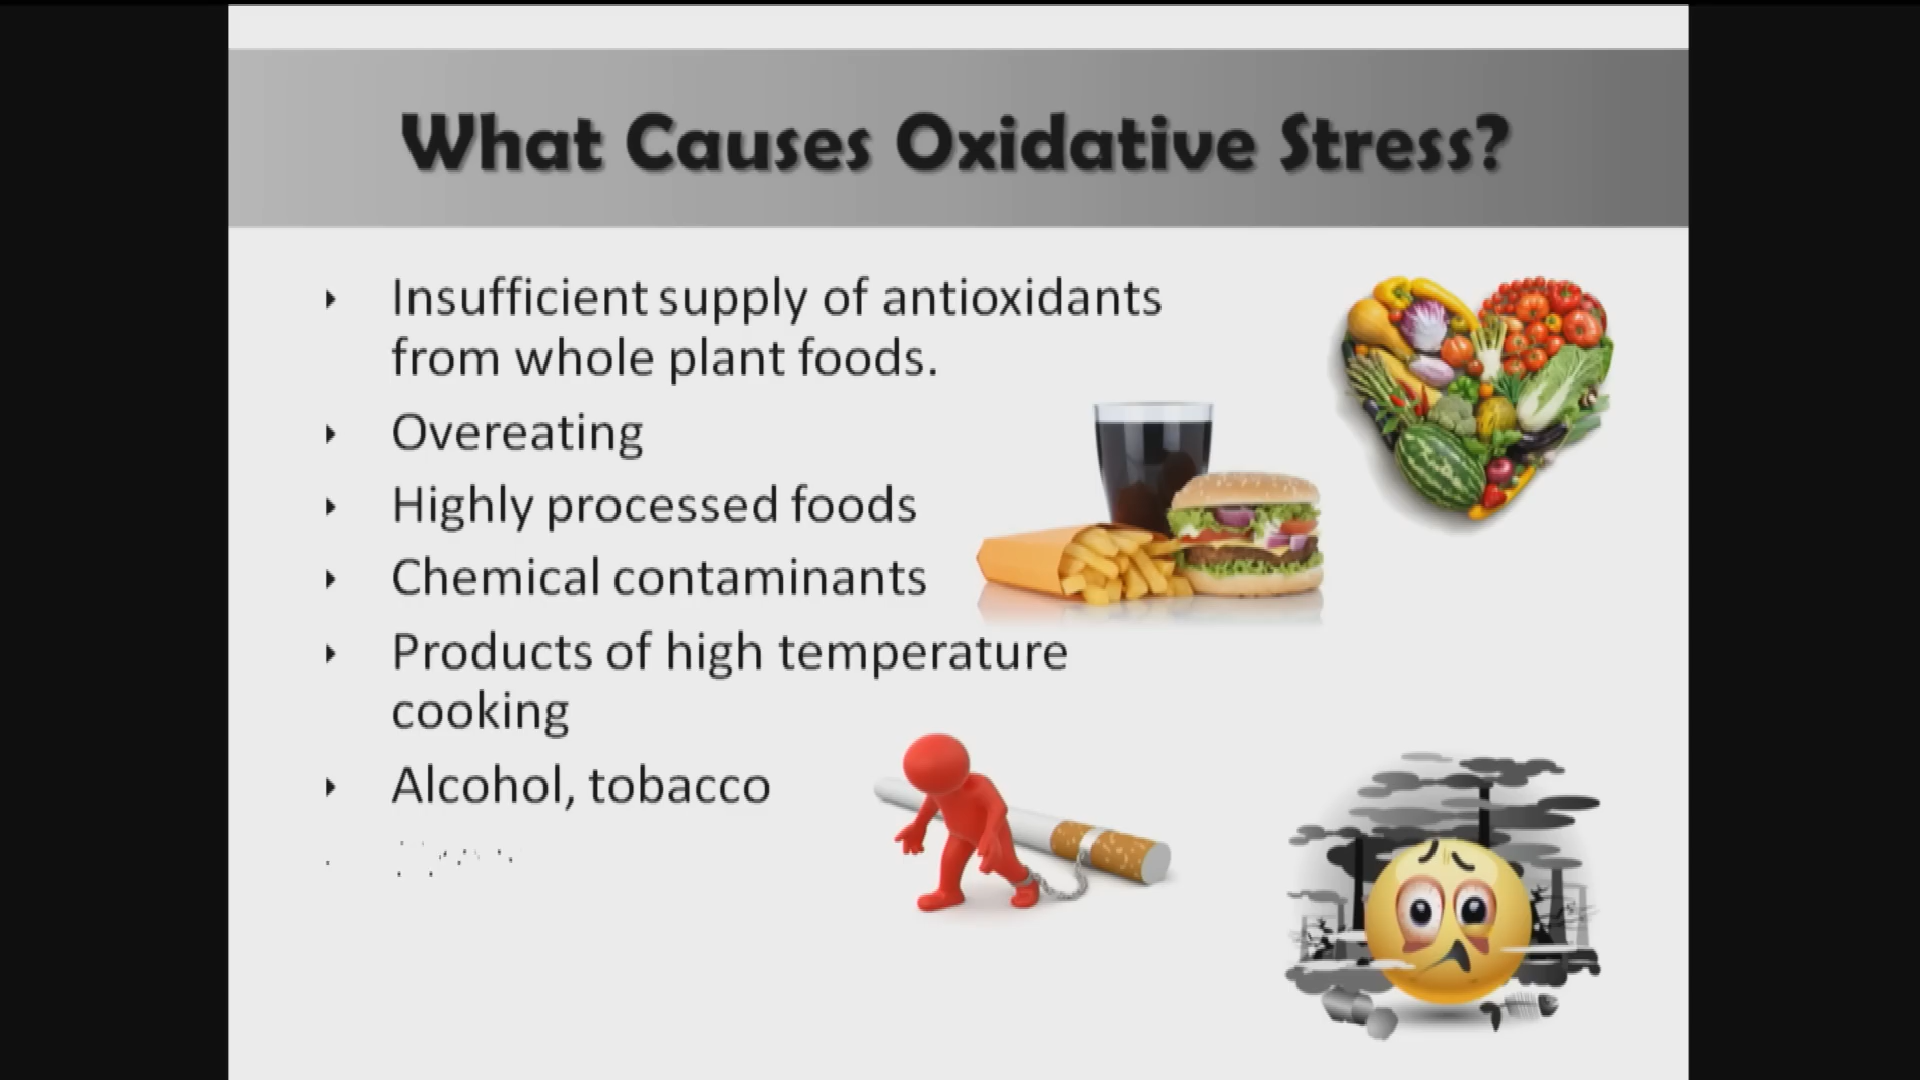 What Causes Oxidative Stress?
Insufficient supply of antioxidants
from whole plant foods.
Overeating
Highly processed foods
Chemical contaminants
Products of high temperature
cooking
Alcohol, tobacco